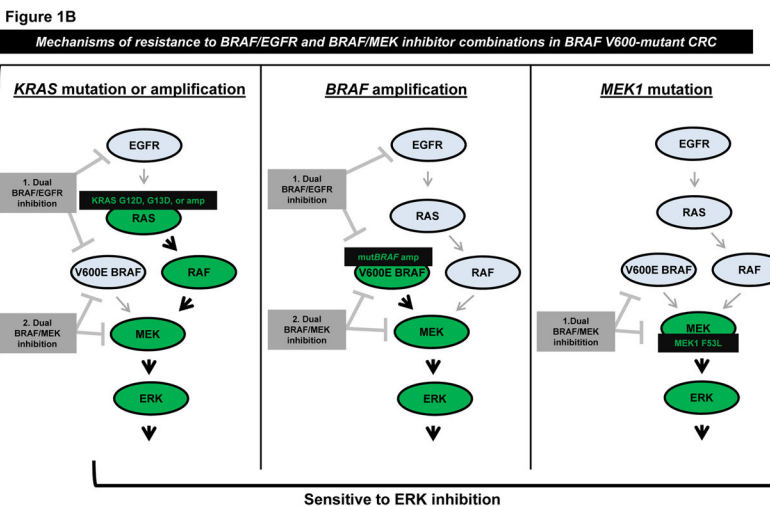 Figure 1B
Mechanisms of resistance to BRAF/EGFR and BRAF/MEK inhibitor combinations in BRAF V600-mutant CRC
KRAS mutation or amplification
EGFR
1. Dual
BRAF/EGFR
inhibition
KRAS G12D, G13D, or amp
RAS
V600E BRAF
RAF
2. Dual
BRAF/MEK
inhibition
MEK
ERK
BRAF amplification
EGFR
1. Dual
BRAF/EGFR
inhibition
RAS
mutBRAF amp
V600E BRAF
RAF
2. Dual
BRAF/MEK
inhibition
MEK
ERK
MEK1 mutation
EGFR
RAS
V600E BRAF
RAF
1.Dual
BRAF/MEK
inhibitition
MEK
MEK1 F53L
ERK
Sensitive to ERK inhibition